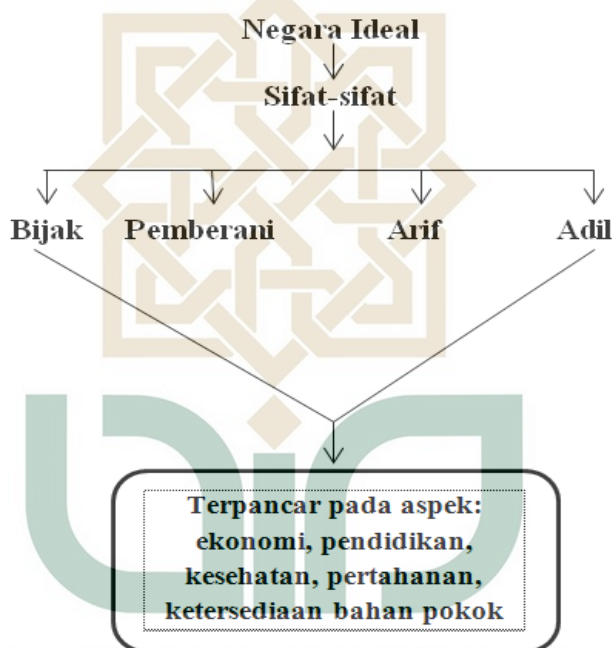 Negara Ideal
Sifat-sifat
Bijak Pemberani Arif Adil
Terpancar pada aspek:
ekonomi, pendidikan,
kesehatan, pertahanan,
ketersediaan bahan pokok